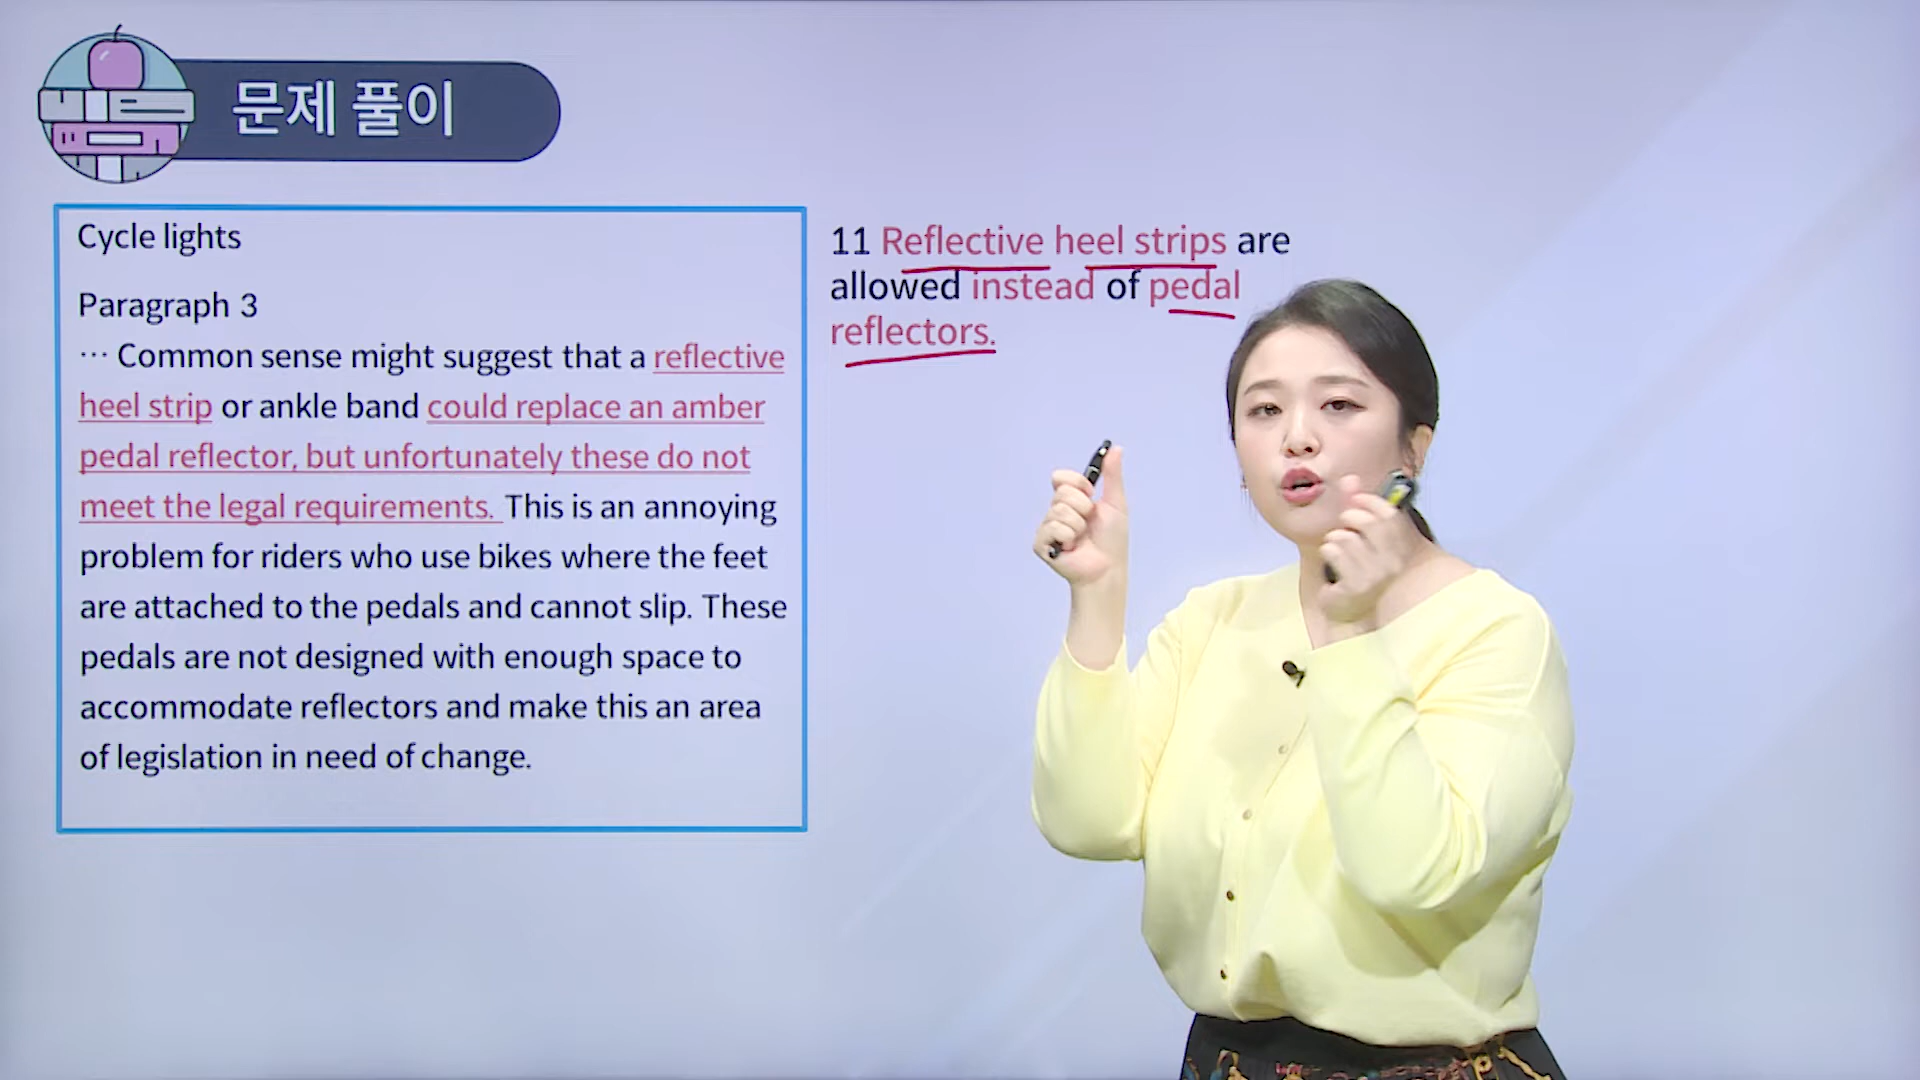 문제 풀이
Cycle lights
Paragraph 3
… Common sense might suggest that a reflective
heel strip or ankle band could replace an amber
pedal reflector, but unfortunately these do not
meet the legal requirements. This is an annoying
problem for riders who use bikes where the feet
are attached to the pedals and cannot slip. These
pedals are not designed with enough space to
accommodate reflectors and make this an area
of legislation in need of change.
11 Reflective heel strips are
allowed instead of pedal
reflectors.